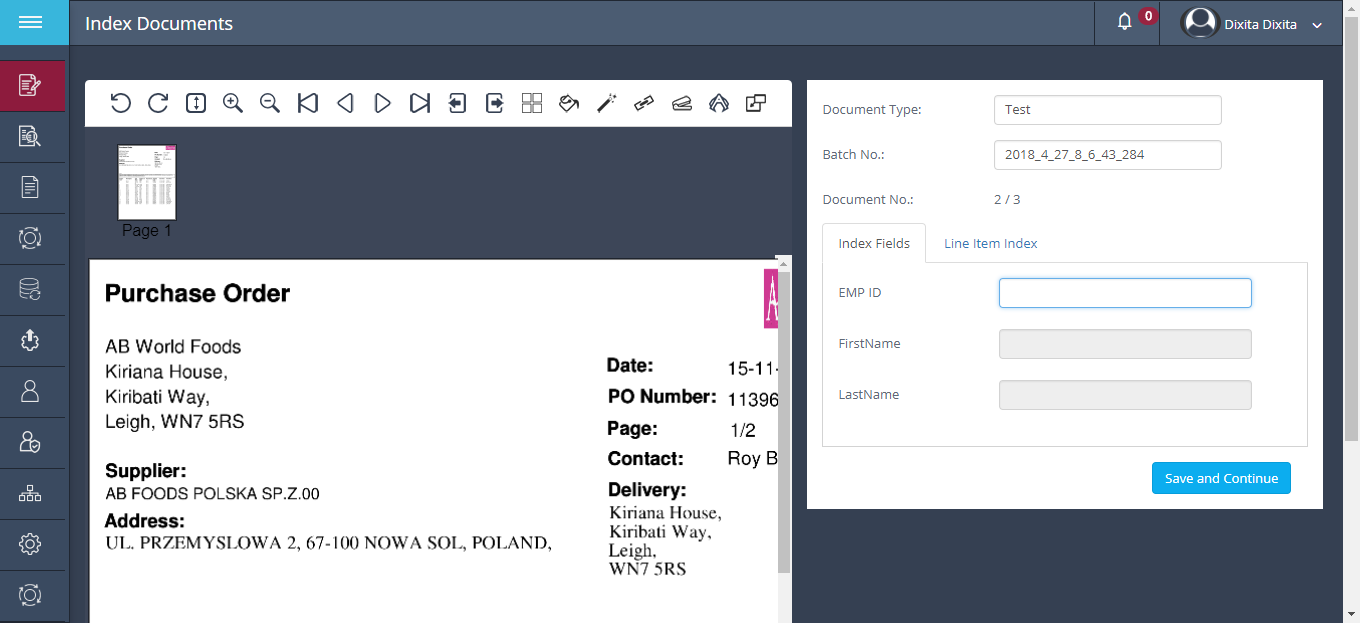 Index Documents
0
Dixita Dixita
Page 1
Purchase Order
A
AB World Foods
Kiriana House,
Kiribati Way,
Leigh, WN7 5RS
Date: 15-11-
PO Number: 11396
Page: 1/2
Contact: Roy B
Supplier:
AB FOODS POLSKA SP.Z.00
Address:
UL. PRZEMYSLOWA 2, 67-100 NOWA SOL, POLAND,
Delivery:
Kiriana House,
Kiribati Way,
Leigh,
WN7 5RS
Document Type: Test
Batch No.: 2018_4_27_8_6_43_284
Document No.: 2 / 3
Index Fields Line Item Index
EMP ID
FirstName
LastName
Save and Continue